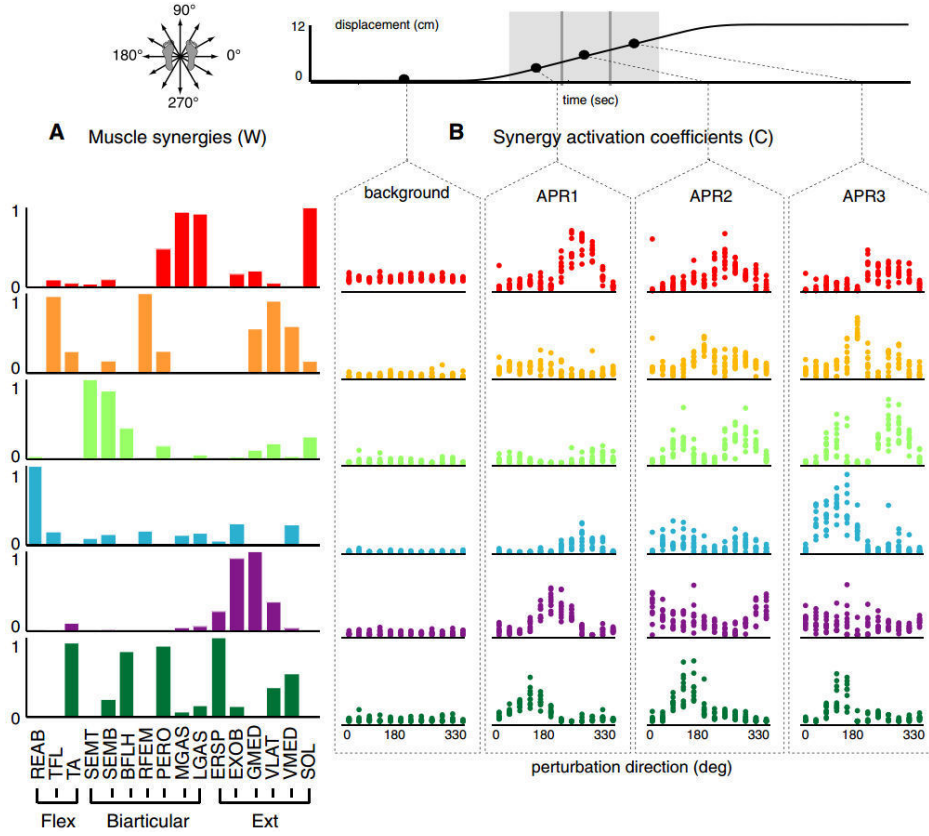 90°
180°
0°
270°
displacement (cm)
12
0
time (sec)
A Muscle synergies (W)
B Synergy activation coefficients (C)
background
APR1
APR2
APR3
1
0
1
0
1
0
1
0
1
0
1
0
REAB
TFL
TA
SEMT
SEMB
BFLH
RFEM
PERO
MGAS
LGAS
ERSP
EXOB
GMED
VLAT
VMED
SOL
Flex
Biarticular
Ext
0 180 330
0 180 330
0 180 330
0 180 330
perturbation direction (deg)